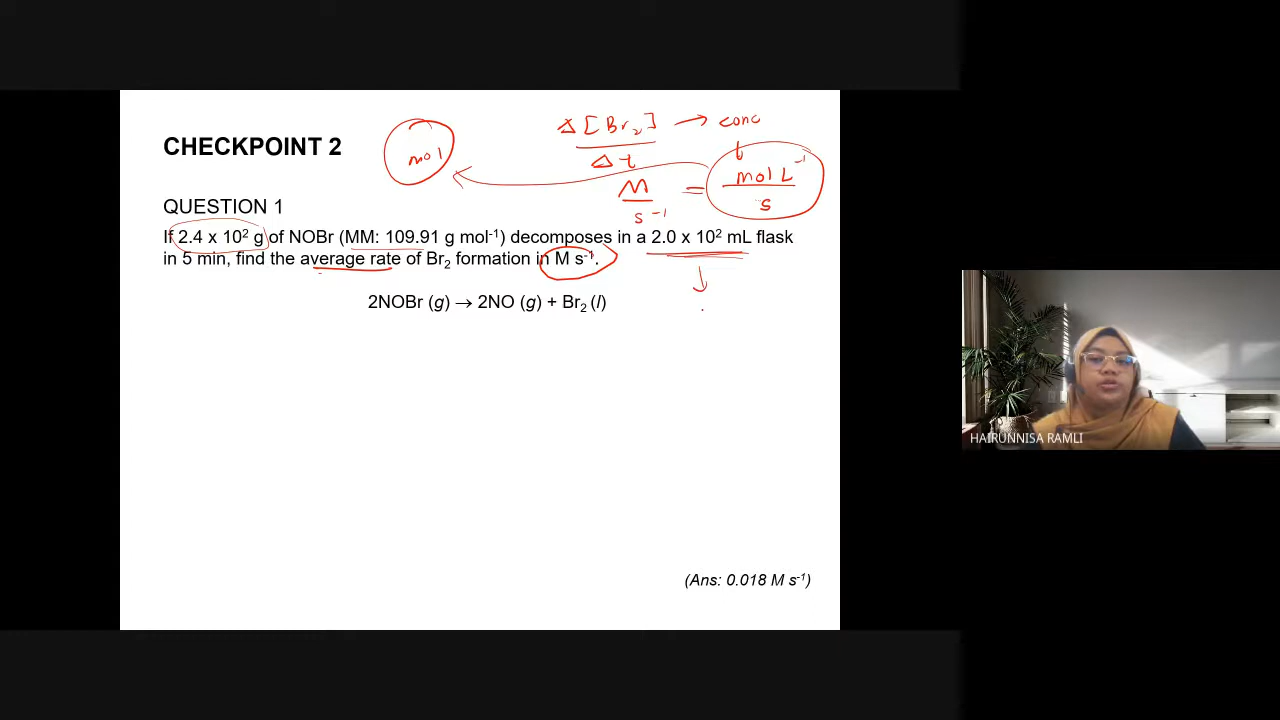 CHECKPOINT 2
mol
Δ [Br₂] → conc
Δt
M = mol L⁻¹
s⁻¹ s
QUESTION 1
If 2.4 x 10² g of NOBr (MM: 109.91 g mol⁻¹) decomposes in a 2.0 x 10² mL flask
in 5 min, find the average rate of Br₂ formation in M s⁻¹.
2NOBr (g) → 2NO (g) + Br₂ (l)
HAIRUNNISA RAMLI
(Ans: 0.018 M s⁻¹)